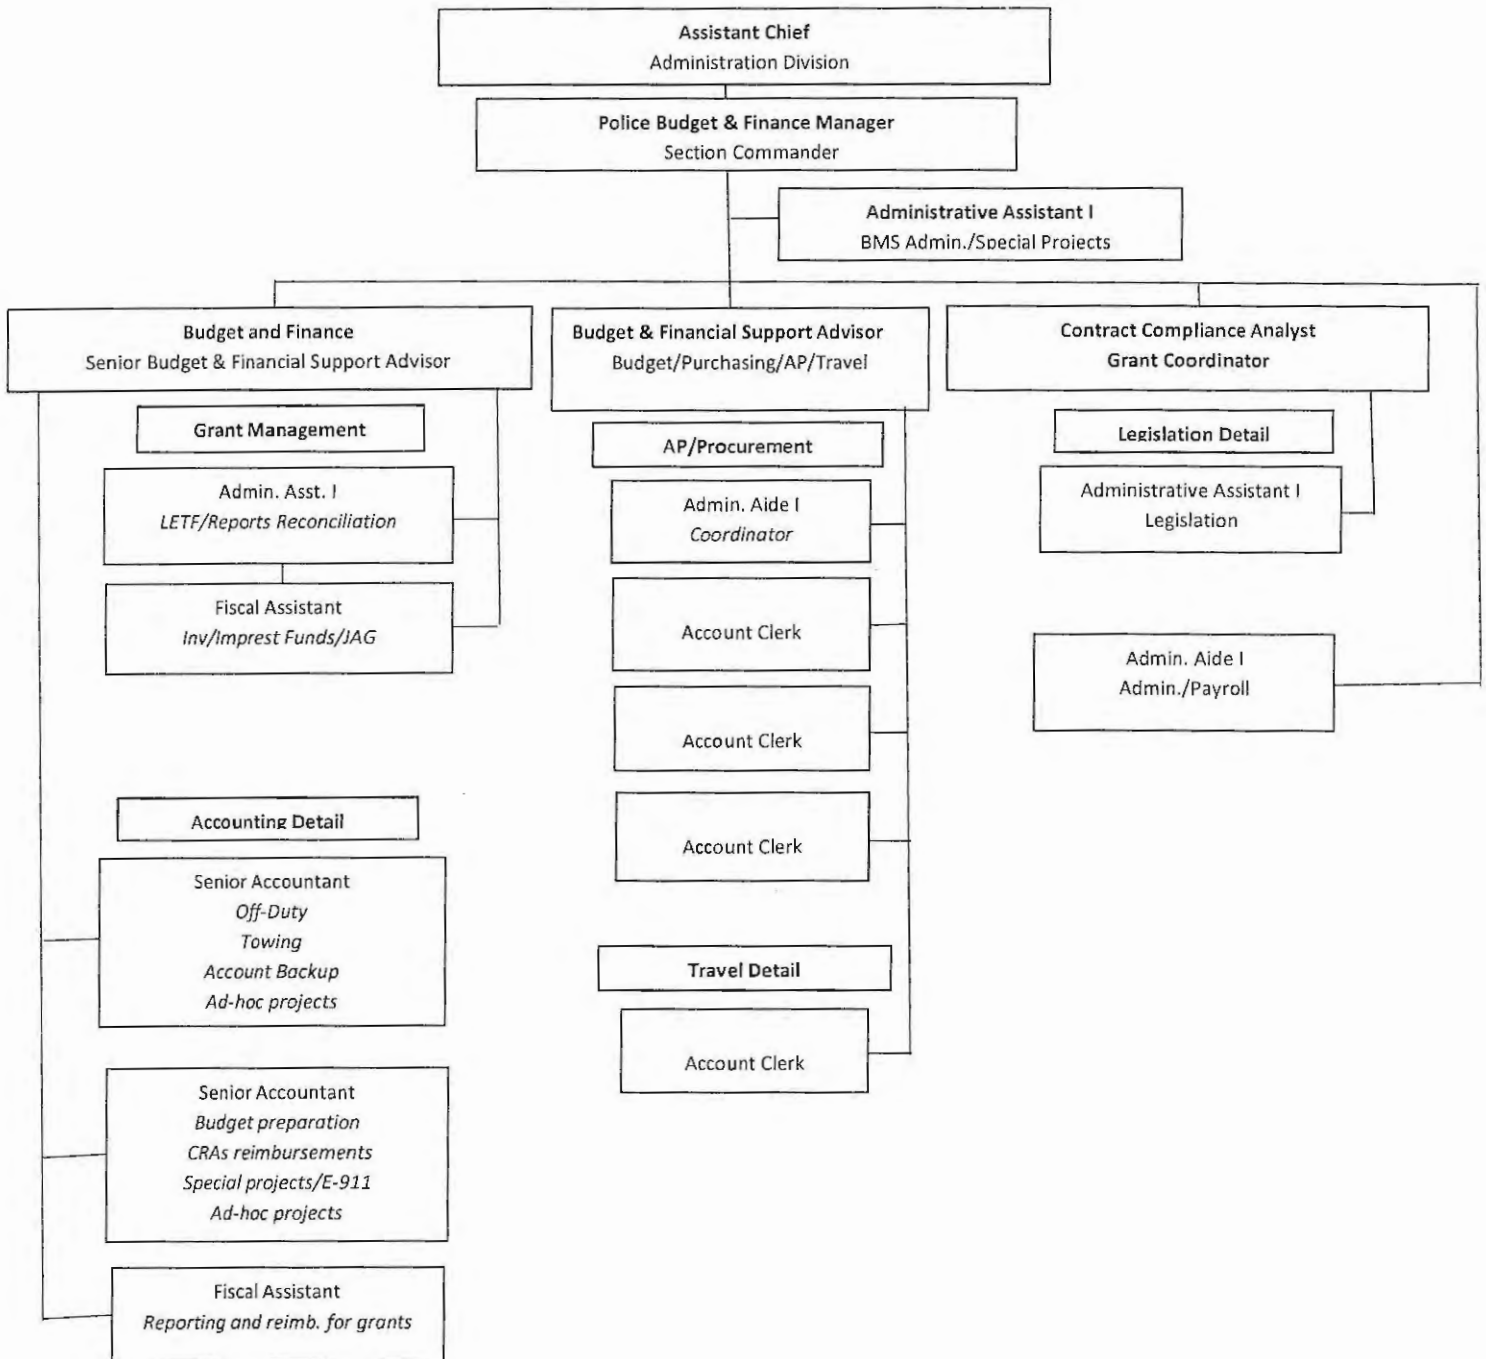 Assistant Chief
Administration Division
Police Budget & Finance Manager
Section Commander
Administrative Assistant I
BMS Admin./Special Projects
Budget and Finance
Senior Budget & Financial Support Advisor
Grant Management
Admin. Asst. I
LETF/Reports Reconciliation
Fiscal Assistant
Inv/Imprest Funds/JAG
Accounting Detail
Senior Accountant
Off-Duty
Towing
Account Backup
Ad-hoc projects
Senior Accountant
Budget preparation
CRAs reimbursements
Special projects/E-911
Ad-hoc projects
Fiscal Assistant
Reporting and reimb. for grants
Budget & Financial Support Advisor
Budget/Purchasing/AP/Travel
AP/Procurement
Admin. Aide I
Coordinator
Account Clerk
Account Clerk
Account Clerk
Travel Detail
Account Clerk
Contract Compliance Analyst
Grant Coordinator
Legislation Detail
Administrative Assistant I
Legislation
Admin. Aide I
Admin./Payroll